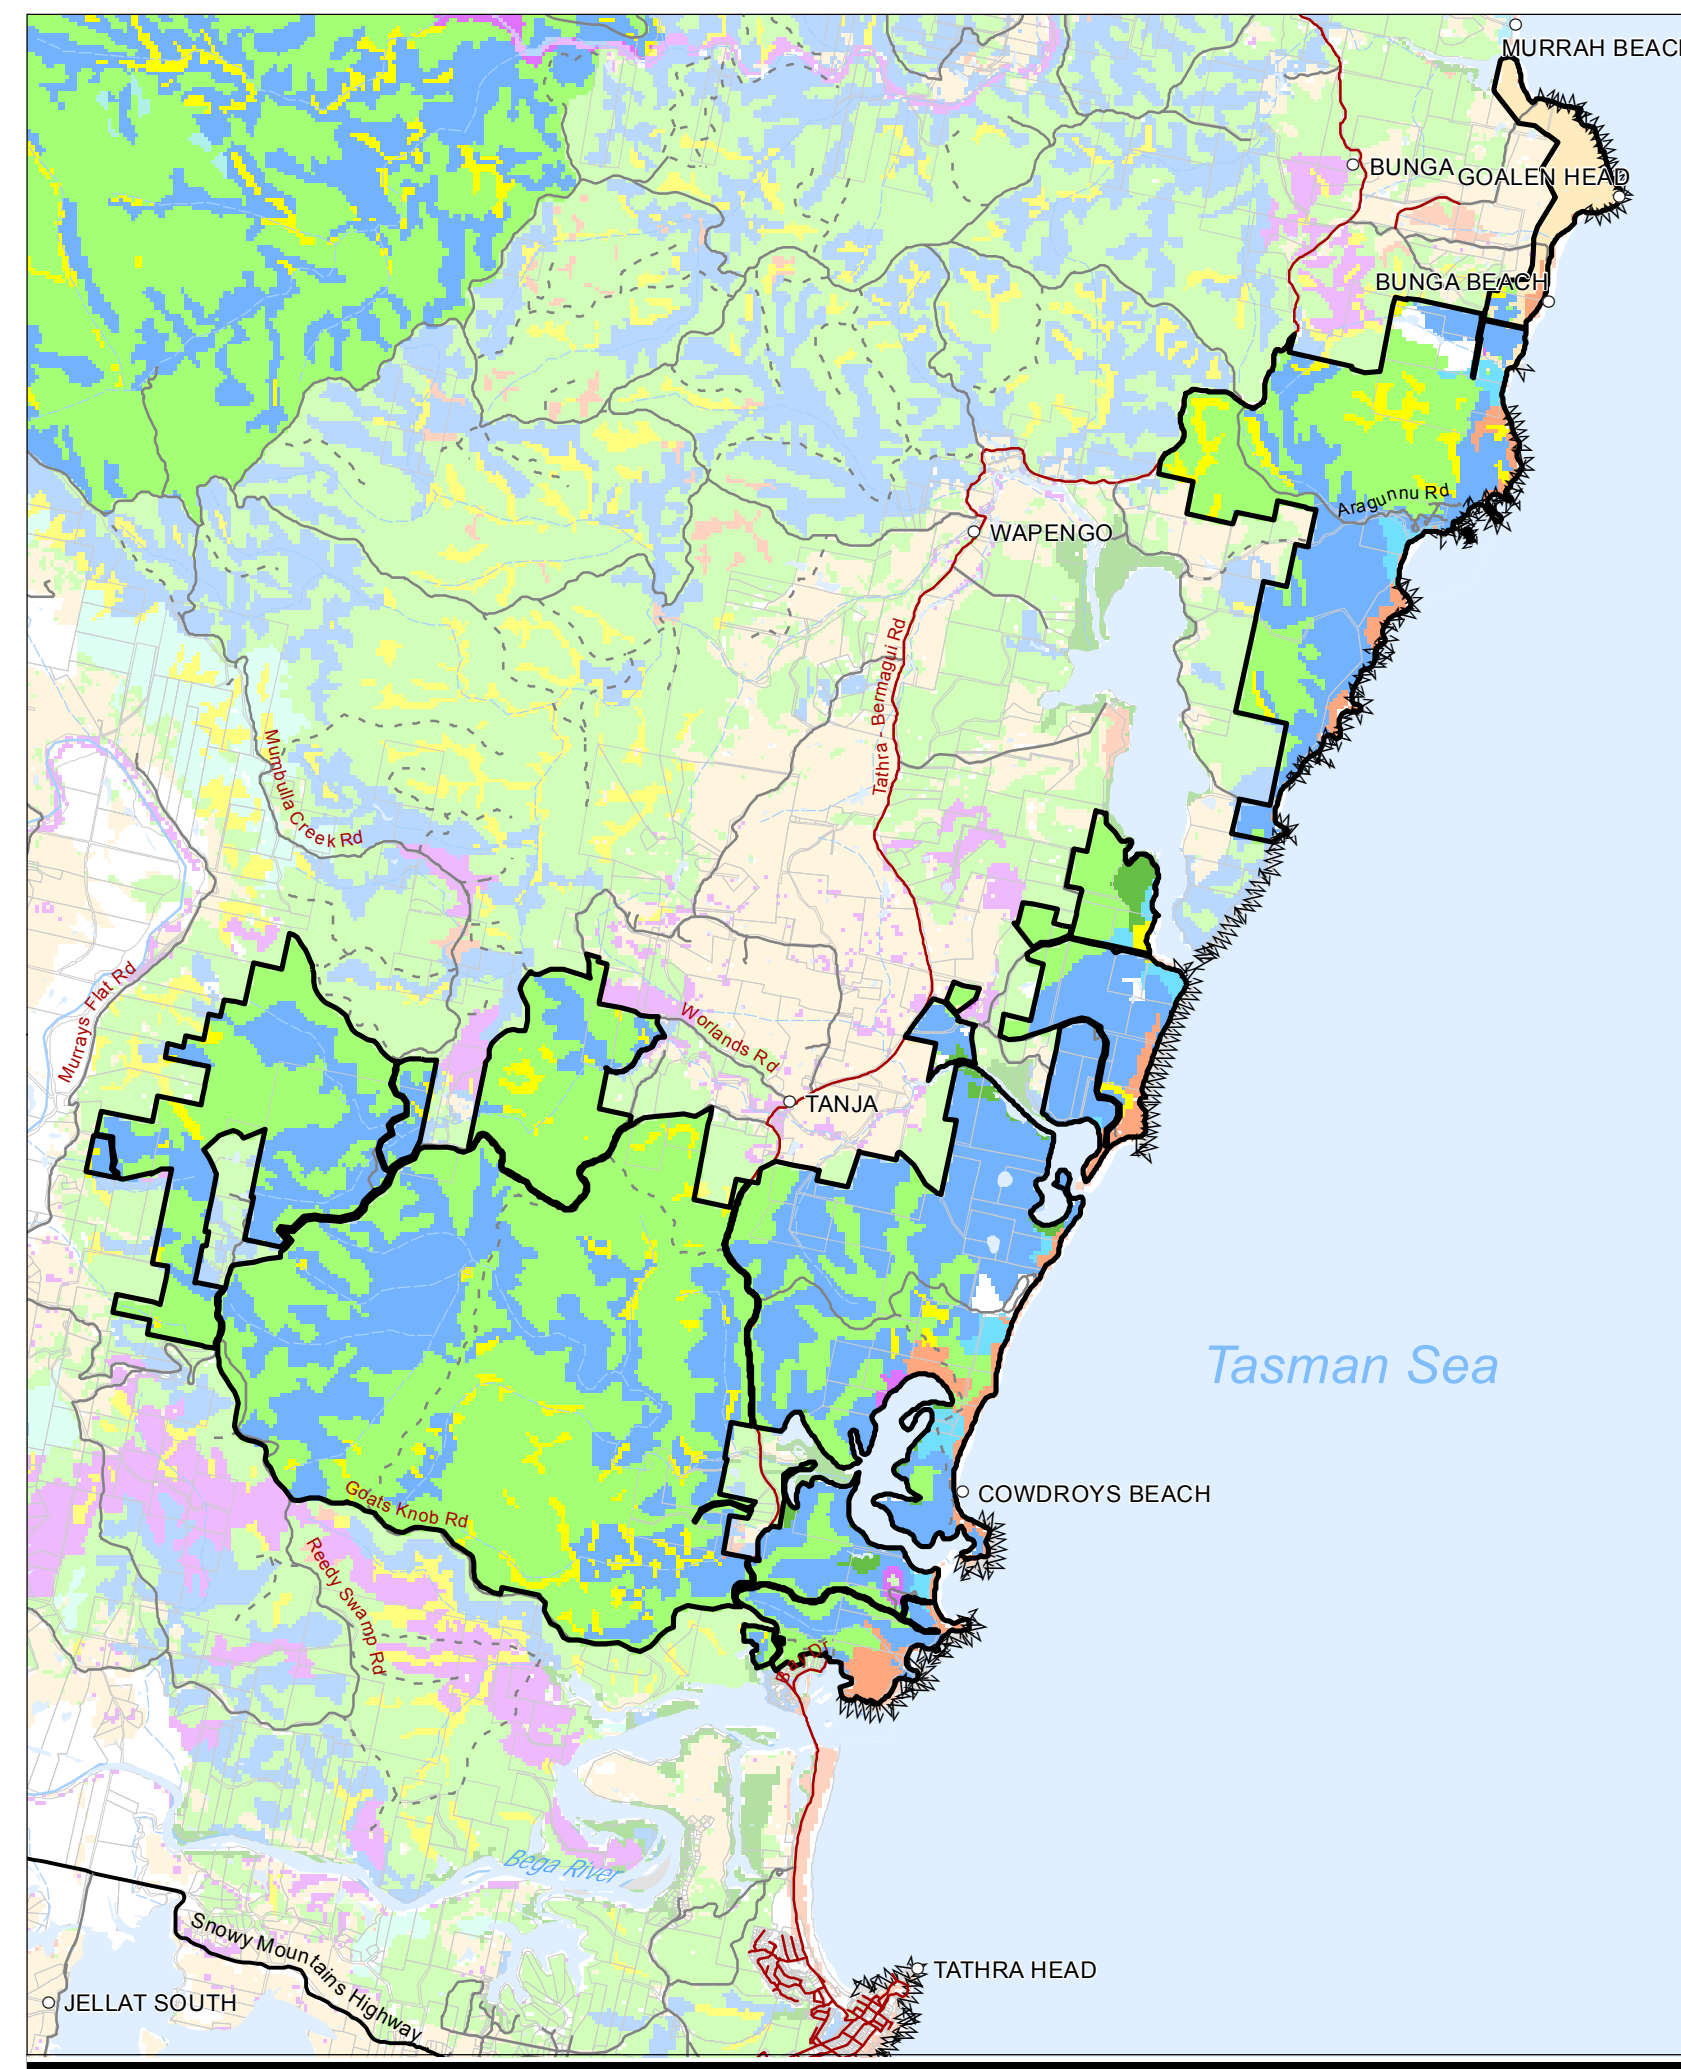 MURRAH BEACH
BUNGA
GOALEN HEAD
BUNGA BEACH
Aragunnu Rd
WAPENGO
Tathra - Bermagui Rd
Mumbulla Creek Rd
Murrays Flat Rd
Worlands Rd
TANJA
Tasman Sea
COWDROYS BEACH
Goats Knob Rd
Reedy Swamp Rd
Dr
Bega River
Snowy Mountains Highway
TATHRA HEAD
JELLAT SOUTH